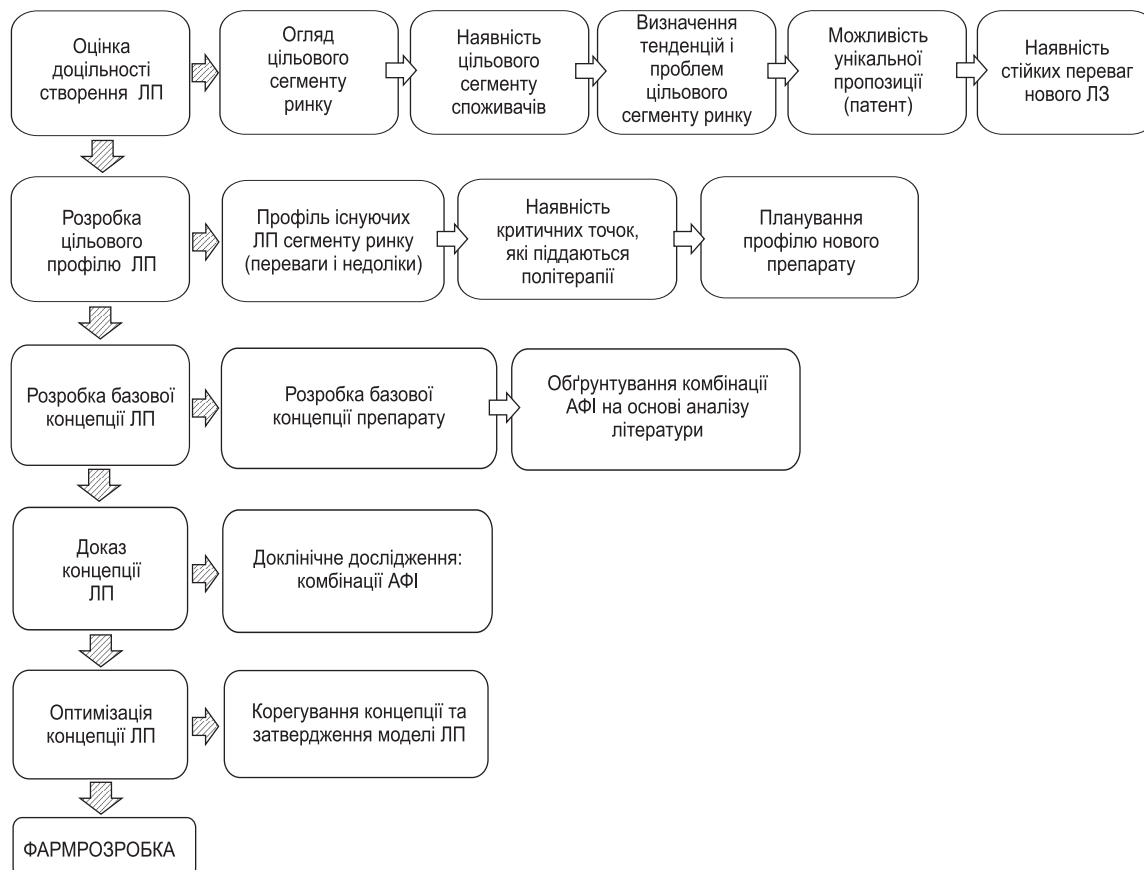 Оцінка
доцільності
створення ЛП
Огляд
цільового
сегменту
ринку
Наявність
цільового
сегменту
споживачів
Визначення
тенденцій і
проблем
цільового
сегменту ринку
Можливість
унікальної
пропозиції
(патент)
Наявність
стійких переваг
нового ЛЗ
Розробка
цільового
профілю ЛП
Профіль існуючих
ЛП сегменту ринку
(переваги і недоліки)
Наявність
критичних точок,
які піддаються
політерапії
Планування
профілю нового
препарату
Розробка базової
концепції ЛП
Розробка базової
концепції препарату
Обґрунтування комбінації
АФІ на основі аналізу
літератури
Доказ
концепції
ЛП
Доклінічне дослідження:
комбінації АФІ
Оптимізація
концепції ЛП
Корегування концепції та
затвердження моделі ЛП
ФАРМРОЗРОБКА